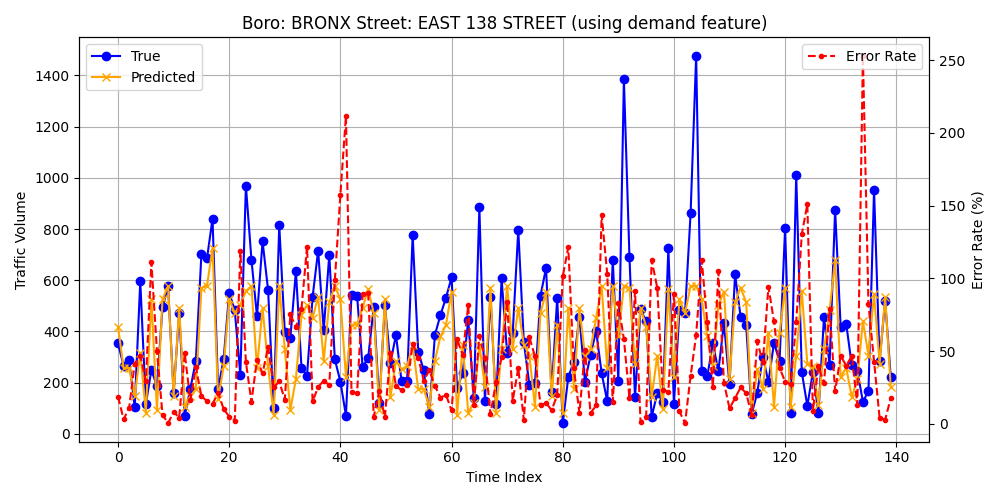 Boro: BRONX Street: EAST 138 STREET (using demand feature)
True
Predicted
Error Rate
Traffic Volume
1400
1200
1000
800
600
400
200
0
250
200
150
100
50
0
Error Rate (%)
0 20 40 60 80 100 120 140
Time Index